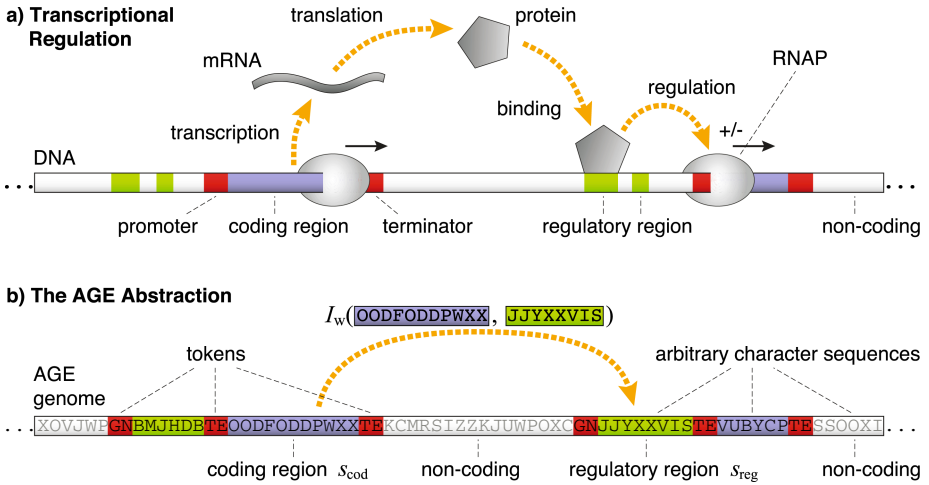 a) Transcriptional
Regulation
translation
protein
mRNA
RNAP
binding
regulation
transcription
+/-
DNA
...
...
promoter
coding region
terminator
regulatory region
non-coding
b) The AGE Abstraction
Iw(OODFODDPWXX, JJYXXVIS)
tokens
arbitrary character sequences
AGE
genome
... XOVJWPGNBMJHDBTEOODFODDPWXXTEKCMRSIZZKJUWPOXCGNJJYXXVISTEVUBYCPTESSOOXI ...
coding region scod
non-coding
regulatory region sreg
non-coding